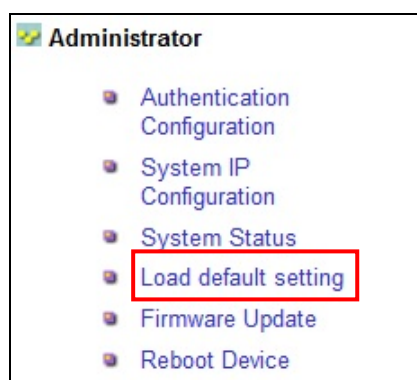 Administrator
Authentication
Configuration
System IP
Configuration
System Status
Load default setting
Firmware Update
Reboot Device